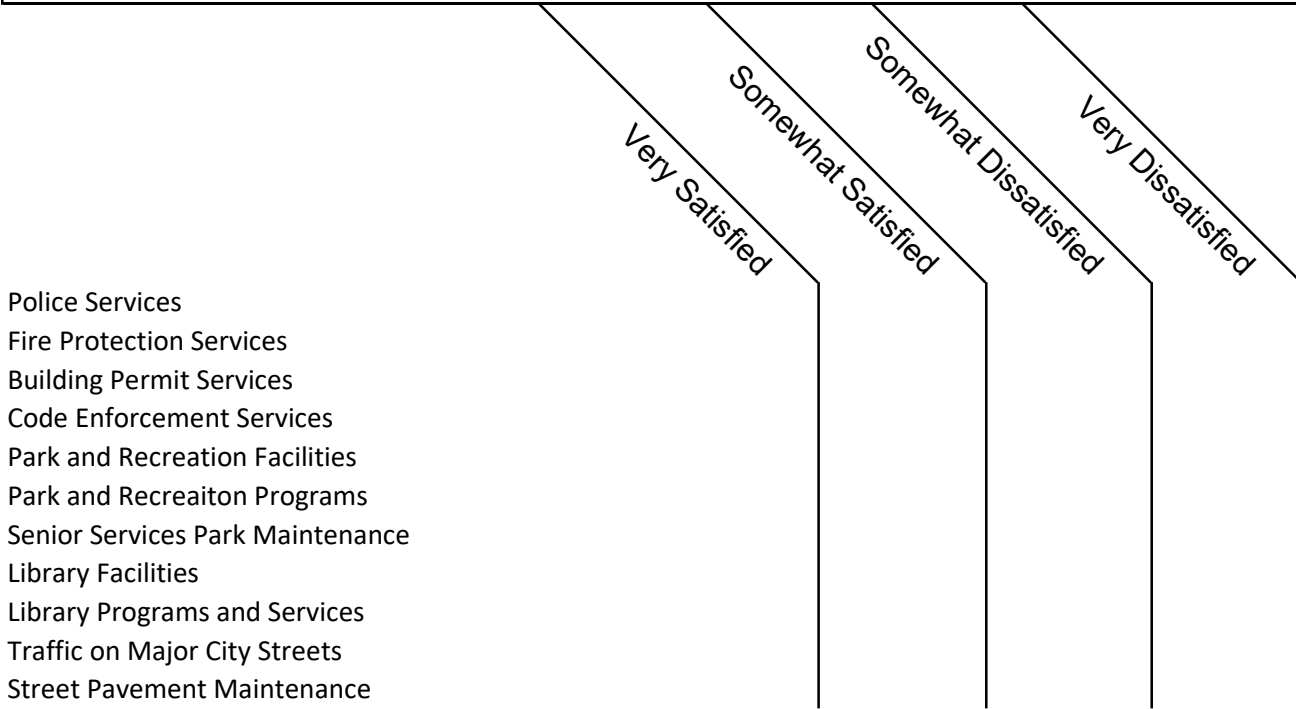 Very Satisfied
Somewhat Satisfied
Somewhat Dissatisfied
Very Dissatisfied
Police Services
Fire Protection Services
Building Permit Services
Code Enforcement Services
Park and Recreation Facilities
Park and Recreaiton Programs
Senior Services Park Maintenance
Library Facilities
Library Programs and Services
Traffic on Major City Streets
Street Pavement Maintenance